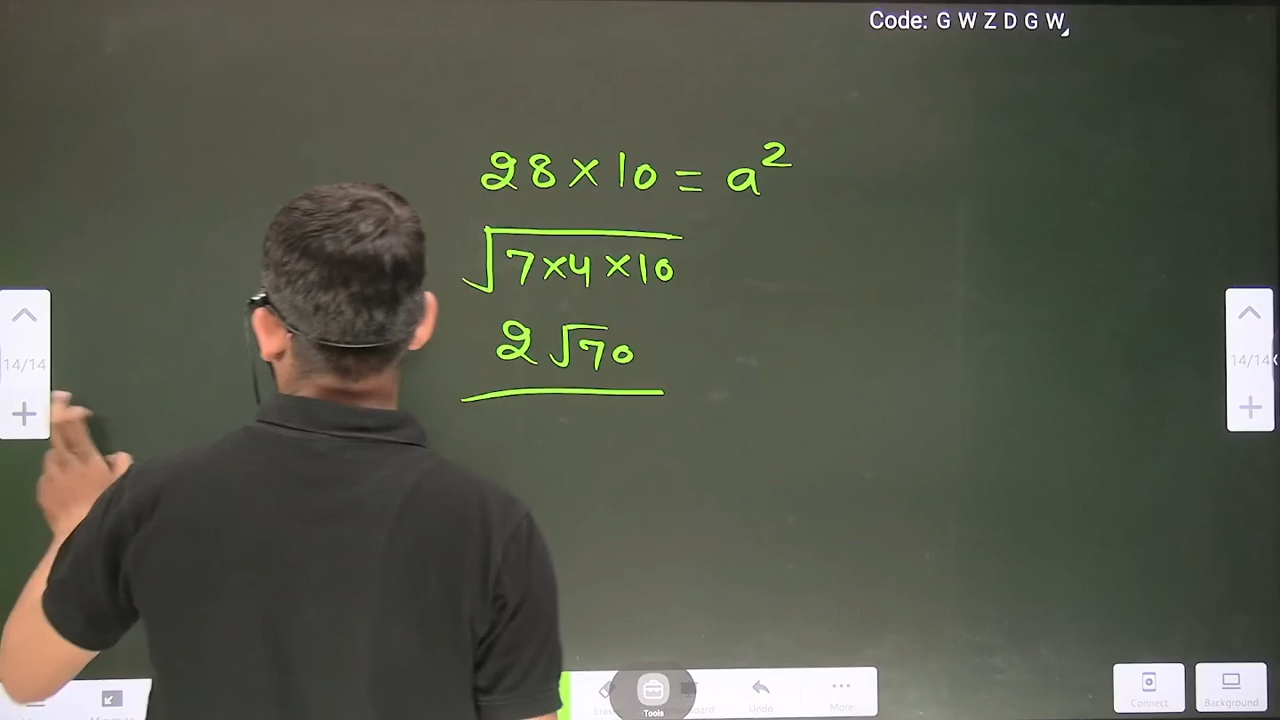 Code: G W Z D G W
28 × 10 = a²
√7×4×10
2√70
14/14
14/14
Tools
Undo
More
Connect
Background